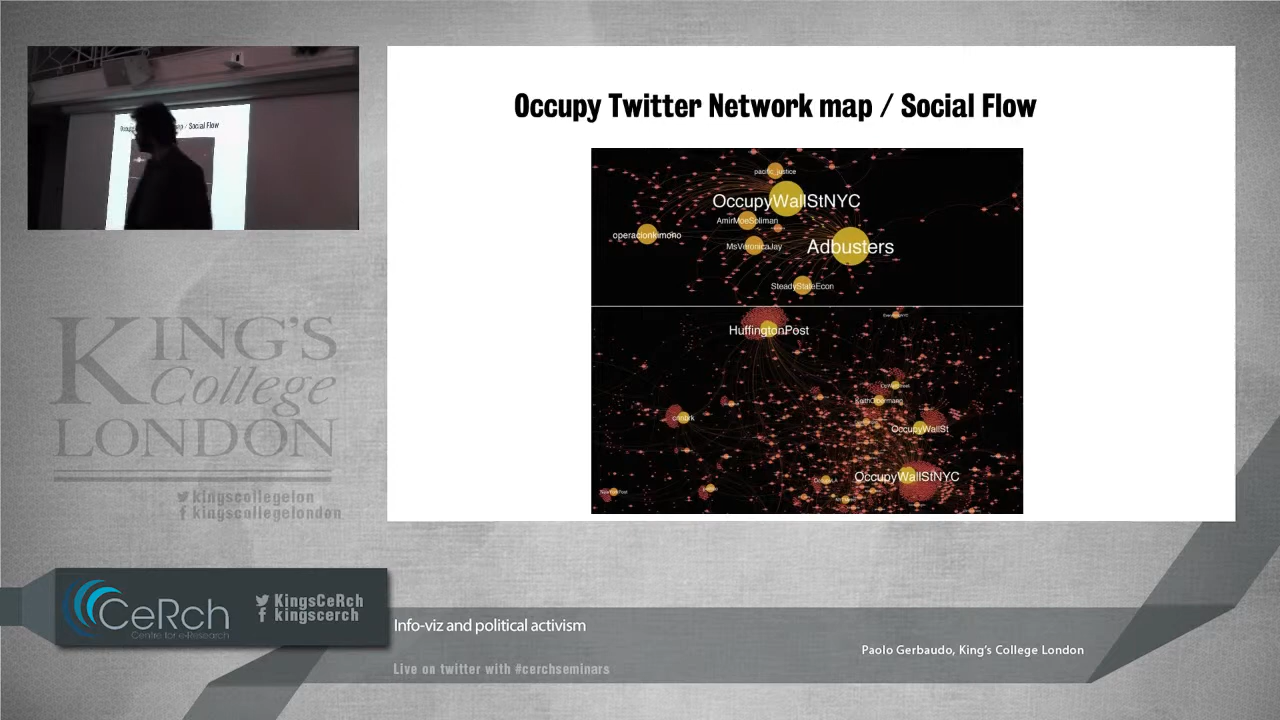 Occupy Twitter Network map / Social Flow
pacific_justice
OccupyWallStNYC
AmirMoeSoliman
operacionkimono
MsVeronicaJay
Adbusters
SteadyStateEcon
HuffingtonPost
KeithOlbermann
OccupyWallSt
OccupyWallStNYC
KING'S
College
LONDON
kingscollegelon
kingscollegelondon
CeRch
Centre for e-Research
KingsCeRch
kingscerch
Info-viz and political activism
Paolo Gerbaudo, King's College London
Live on twitter with #cerchseminars